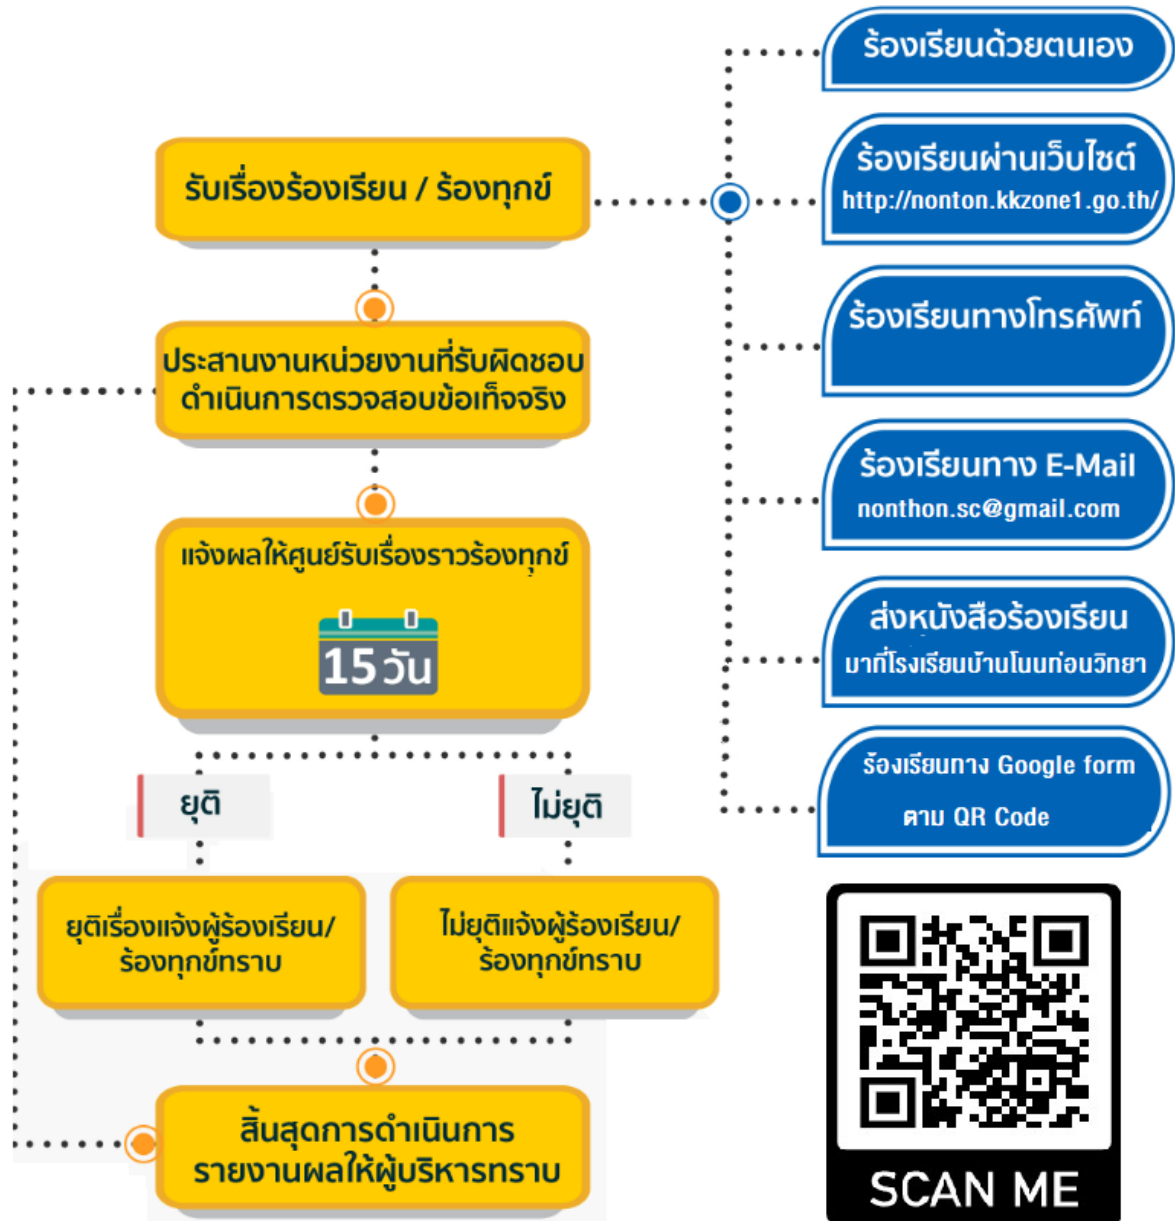 รับเรื่องร้องเรียน / ร้องทุกข์
ประสานงานหน่วยงานที่รับผิดชอบ
ดำเนินการตรวจสอบข้อเท็จจริง
แจ้งผลให้ศูนย์รับเรื่องราวร้องทุกข์
15 วัน
ยุติ
ไม่ยุติ
ยุติเรื่องแจ้งผู้ร้องเรียน/
ร้องทุกข์ทราบ
ไม่ยุติแจ้งผู้ร้องเรียน/
ร้องทุกข์ทราบ
สิ้นสุดการดำเนินการ
รายงานผลให้ผู้บริหารทราบ
ร้องเรียนด้วยตนเอง
ร้องเรียนผ่านเว็บไซต์
http://nonton.kkzone1.go.th/
ร้องเรียนทางโทรศัพท์
ร้องเรียนทาง E-Mail
nonthon.sc@gmail.com
ส่งหนังสือร้องเรียน
มาที่โรงเรียนบ้านโนนท่อนวิทยา
ร้องเรียนทาง Google form
ตาม QR Code
SCAN ME